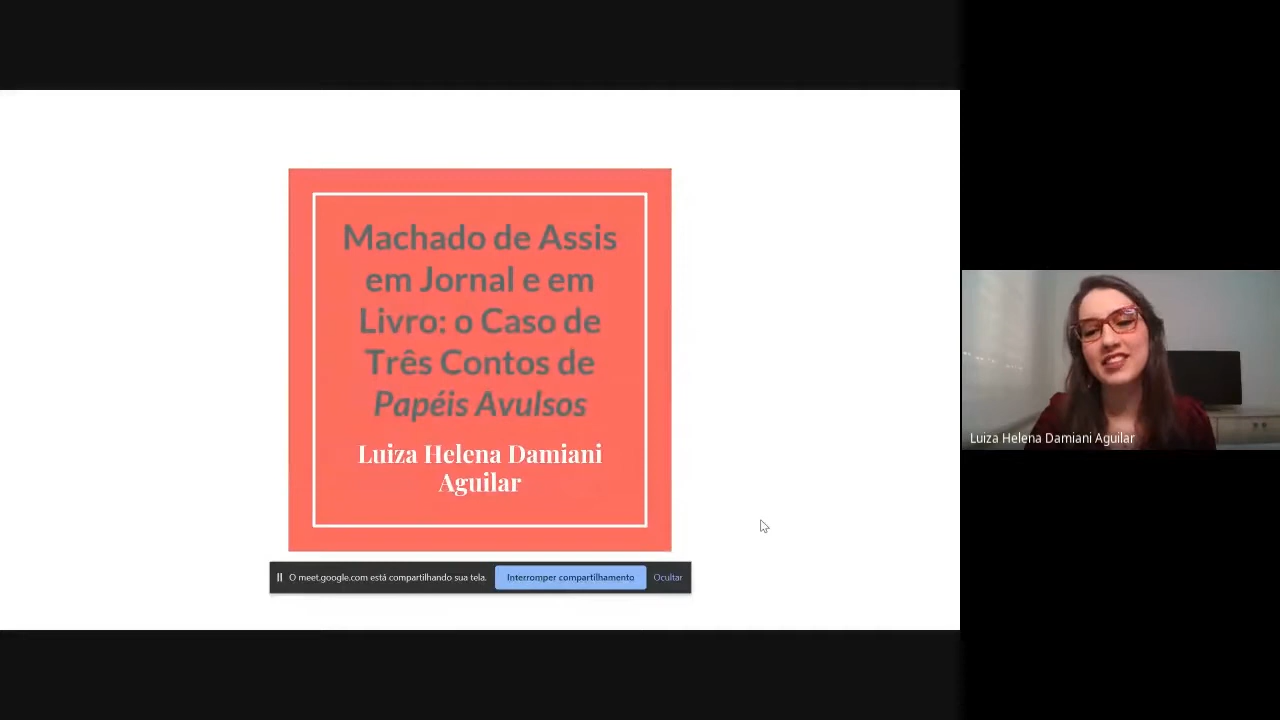 Machado de Assis
em Jornal e em
Livro: o Caso de
Três Contos de
Papéis Avulsos
Luiza Helena Damiani
Aguilar
O meet.google.com está compartilhando sua tela.
Interromper compartilhamento
Ocultar
Luiza Helena Damiani Aguilar